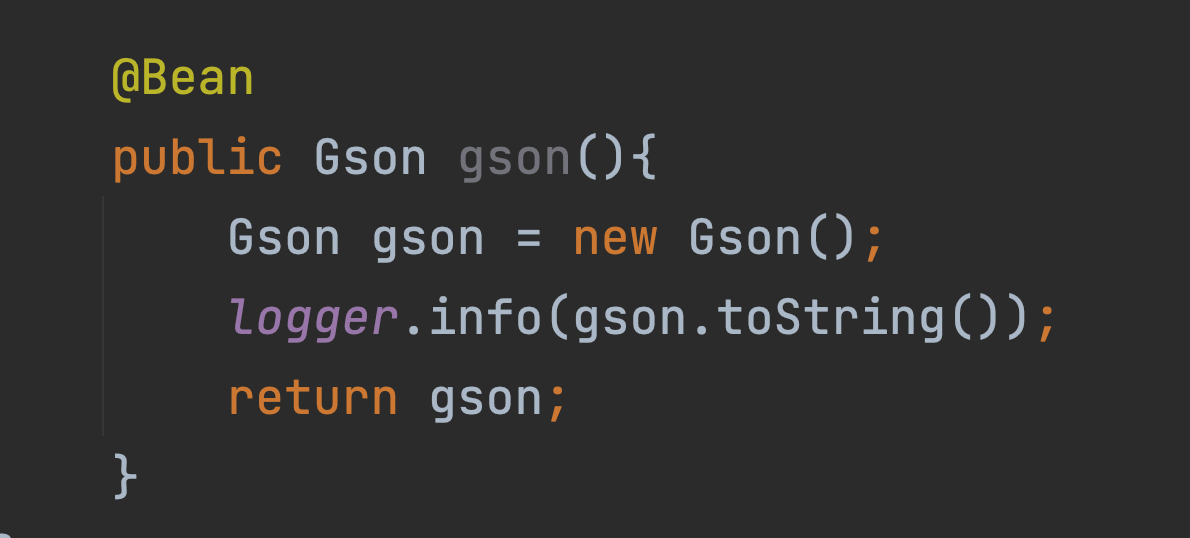 @Bean
public Gson gson(){
Gson gson = new Gson();
logger.info(gson.toString());
return gson;
}